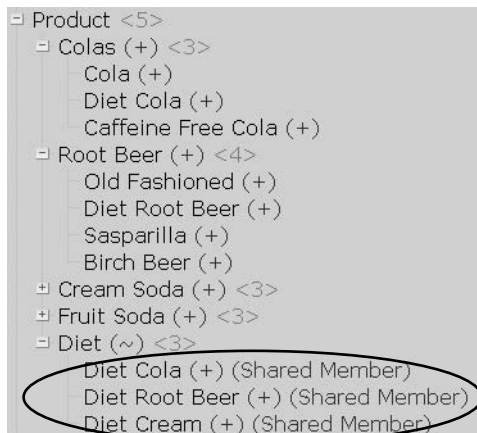 Product <5>
Colas (+) <3>
Cola (+)
Diet Cola (+)
Caffeine Free Cola (+)
Root Beer (+) <4>
Old Fashioned (+)
Diet Root Beer (+)
Sasparilla (+)
Birch Beer (+)
Cream Soda (+) <3>
Fruit Soda (+) <3>
Diet (~) <3>
Diet Cola (+) (Shared Member)
Diet Root Beer (+) (Shared Member)
Diet Cream (+) (Shared Member)